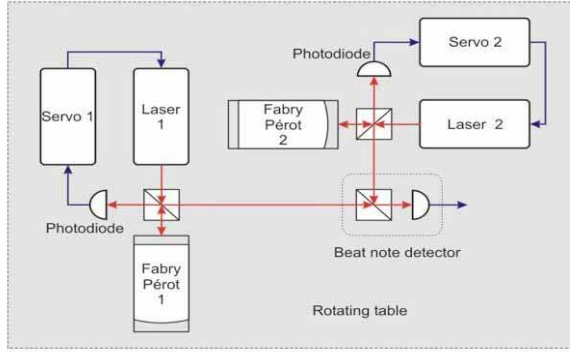 Servo 1
Laser
1
Photodiode
Fabry
Pérot
1
Photodiode
Servo 2
Laser 2
Fabry
Pérot
2
Beat note detector
Rotating table